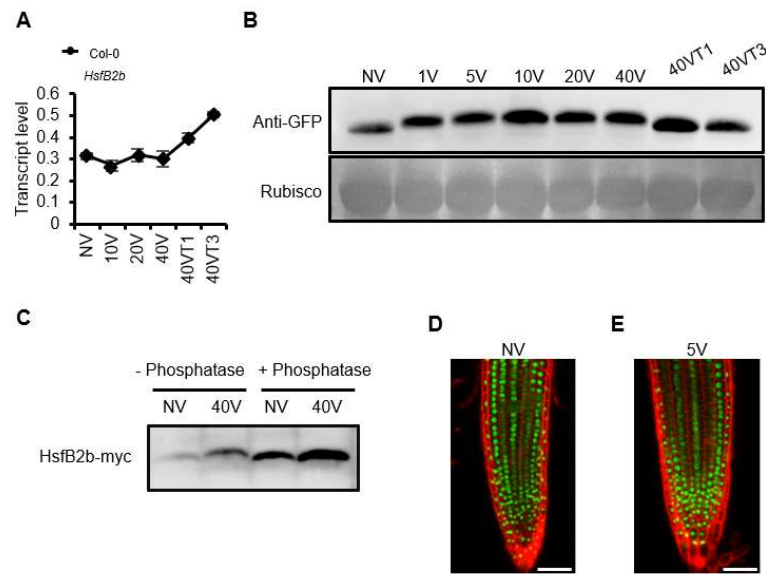 A
Col-0
HsfB2b
Transcript level
0.6
0.5
0.4
0.3
0.2
0.1
0
NV 10V 20V 40V 40VT1 40VT3
B
NV 1V 5V 10V 20V 40V 40VT1 40VT3
Anti-GFP
Rubisco
C
- Phosphatase + Phosphatase
NV 40V NV 40V
HsfB2b-myc
D
NV
E
5V